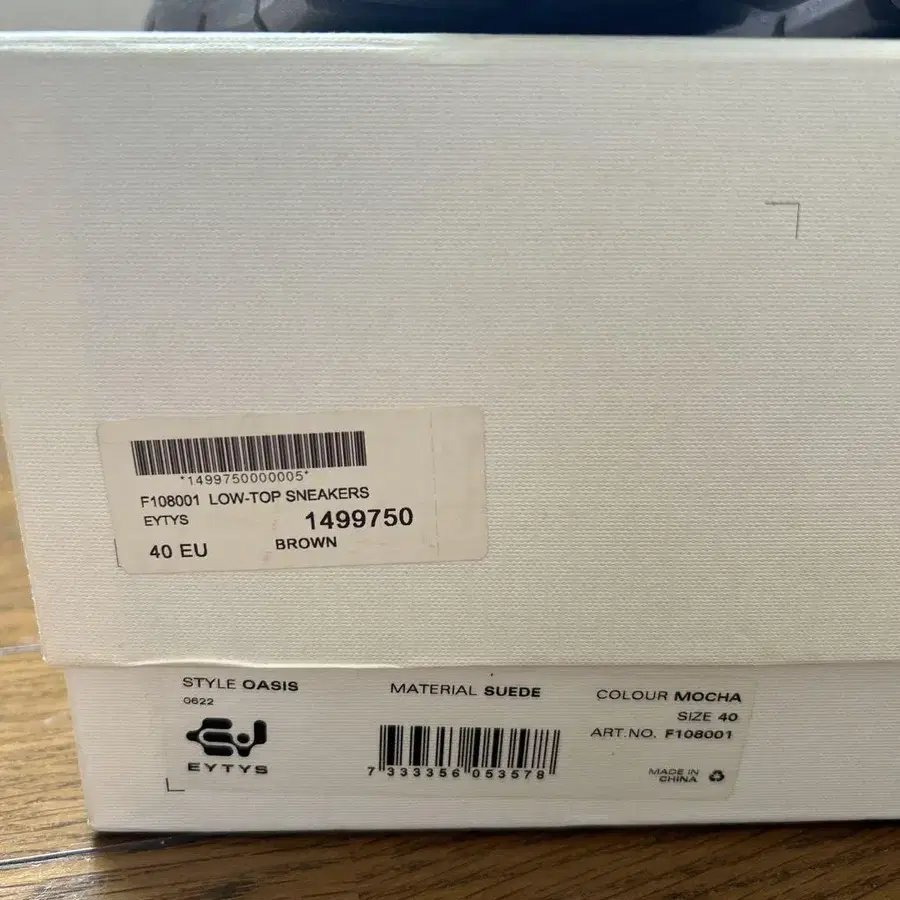 *1499750000005*
F108001 LOW-TOP SNEAKERS
EYTYS 1499750
40 EU BROWN
STYLE OASIS MATERIAL SUEDE COLOUR MOCHA
0622 SIZE 40
ART.NO. F108001
EYTYS
7 333356 053578
MADE IN
CHINA